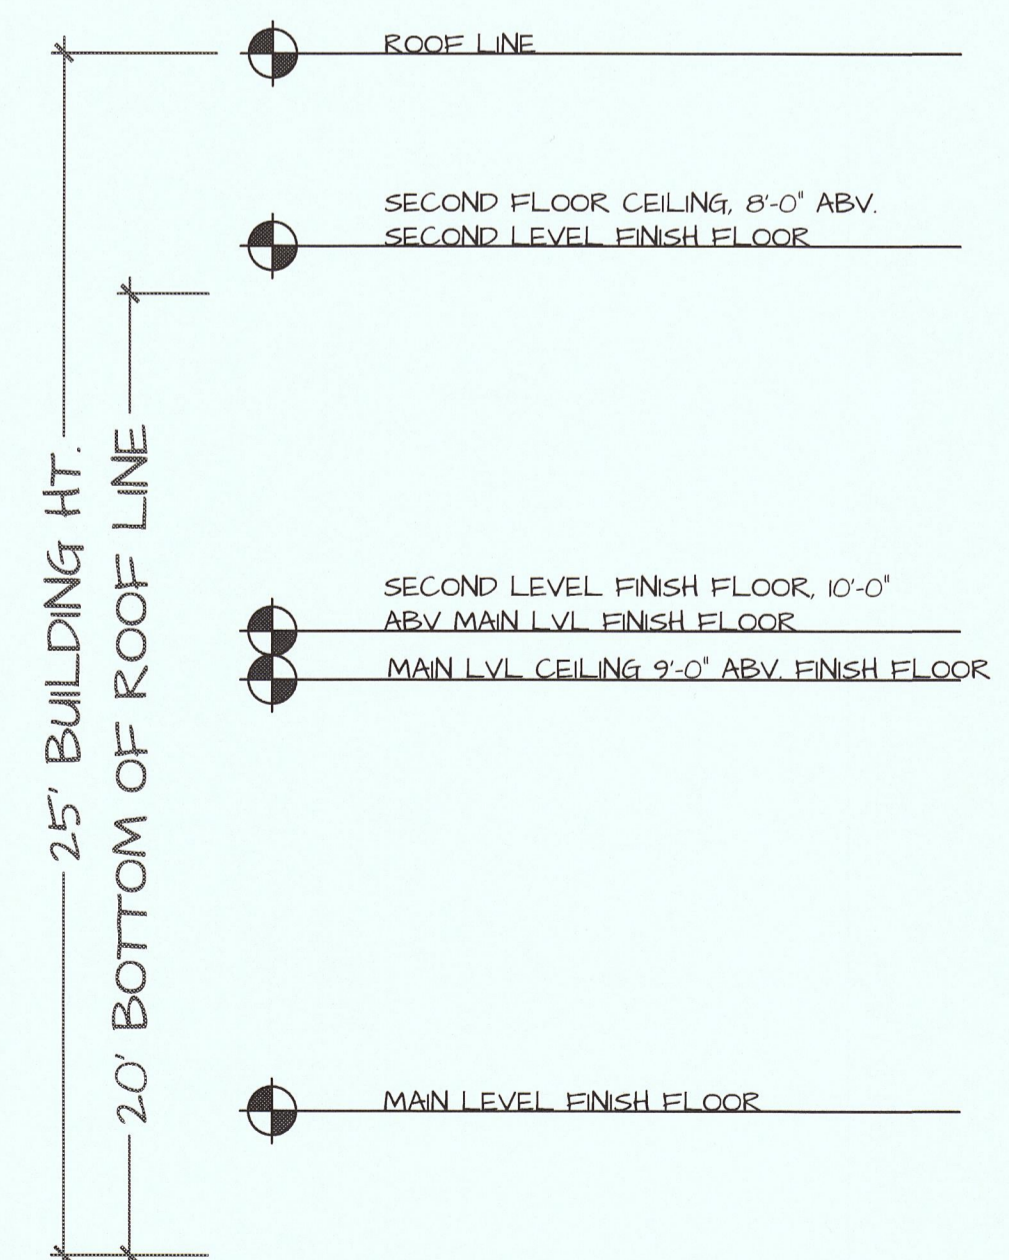 ROOF LINE
SECOND FLOOR CEILING, 8'-0" ABV.
SECOND LEVEL FINISH FLOOR
25' BUILDING HT.
20' BOTTOM OF ROOF LINE
SECOND LEVEL FINISH FLOOR, 10'-0"
ABV MAIN LVL FINISH FLOOR
MAIN LVL CEILING 9'-0" ABV. FINISH FLOOR
MAIN LEVEL FINISH FLOOR